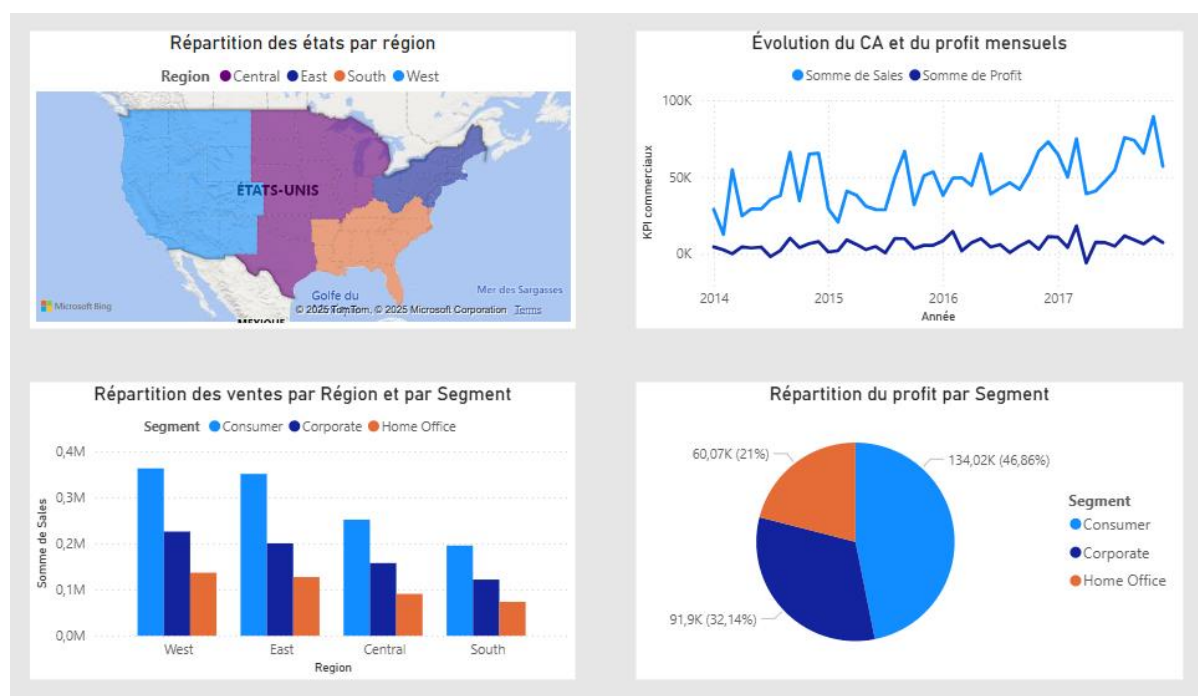 Répartition des états par région
Region Central East South West
ÉTATS-UNIS
Golfe du
Mer des Sargasses
Microsoft Bing
© 2025 TomTom, © 2025 Microsoft Corporation Terms
MEXIQUE
Évolution du CA et du profit mensuels
Somme de Sales Somme de Profit
KPI commerciaux
100K
50K
0K
2014 2015 2016 2017
Année
Répartition des ventes par Région et par Segment
Segment Consumer Corporate Home Office
Somme de Sales
0,4M
0,3M
0,2M
0,1M
0,0M
West East Central South
Region
Répartition du profit par Segment
60,07K (21%)
134,02K (46,86%)
91,9K (32,14%)
Segment
Consumer
Corporate
Home Office